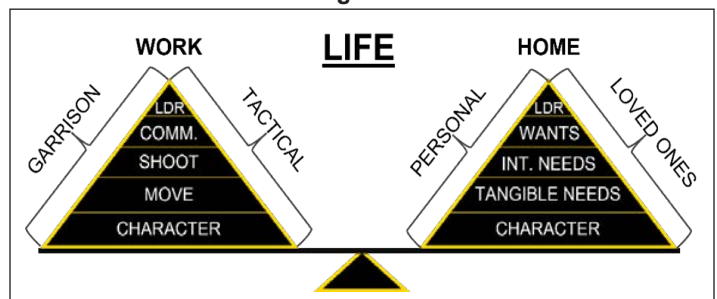 WORK
LIFE
HOME
GARRISON
TACTICAL
LDR
COMM.
SHOOT
MOVE
CHARACTER
PERSONAL
LOVED ONES
LDR
WANTS
INT. NEEDS
TANGIBLE NEEDS
CHARACTER